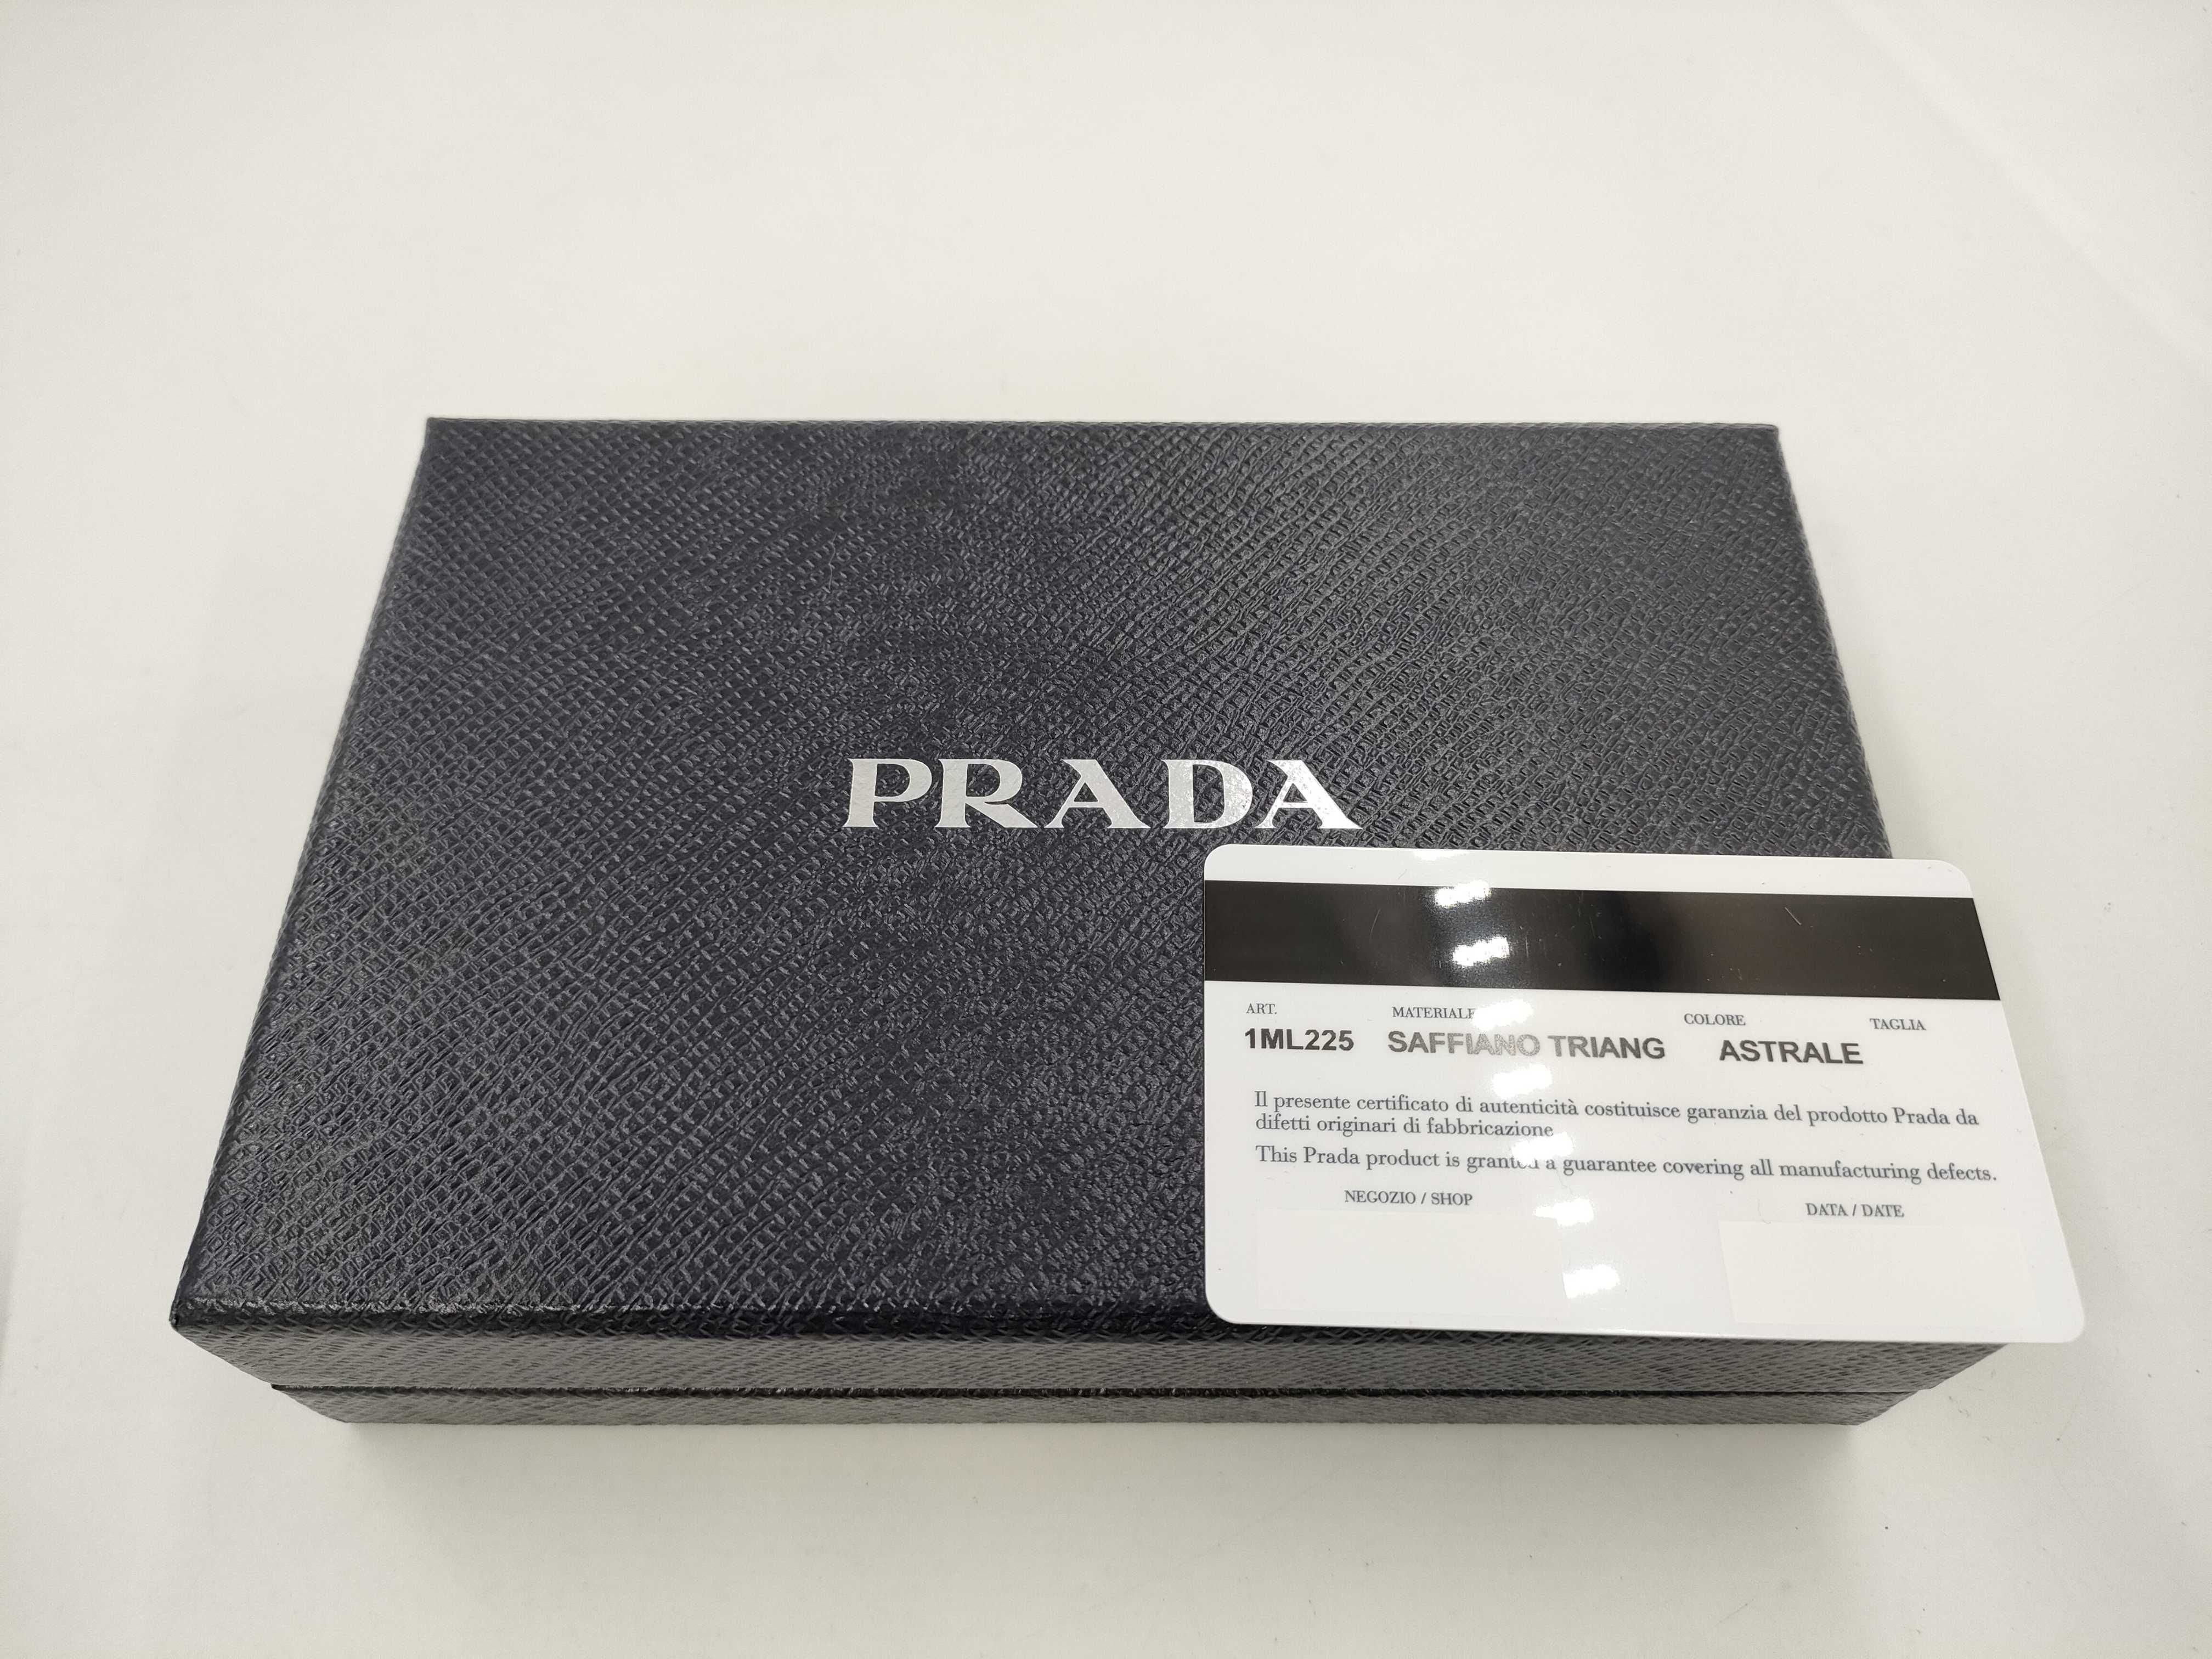 PRADA
ART. MATERIALE COLORE TAGLIA
1ML225 SAFFIANO TRIANG ASTRALE
Il presente certificato di autenticità costituisce garanzia del prodotto Prada da
difetti originari di fabbricazione
This Prada product is granted a guarantee covering all manufacturing defects.
NEGOZIO / SHOP DATA / DATE